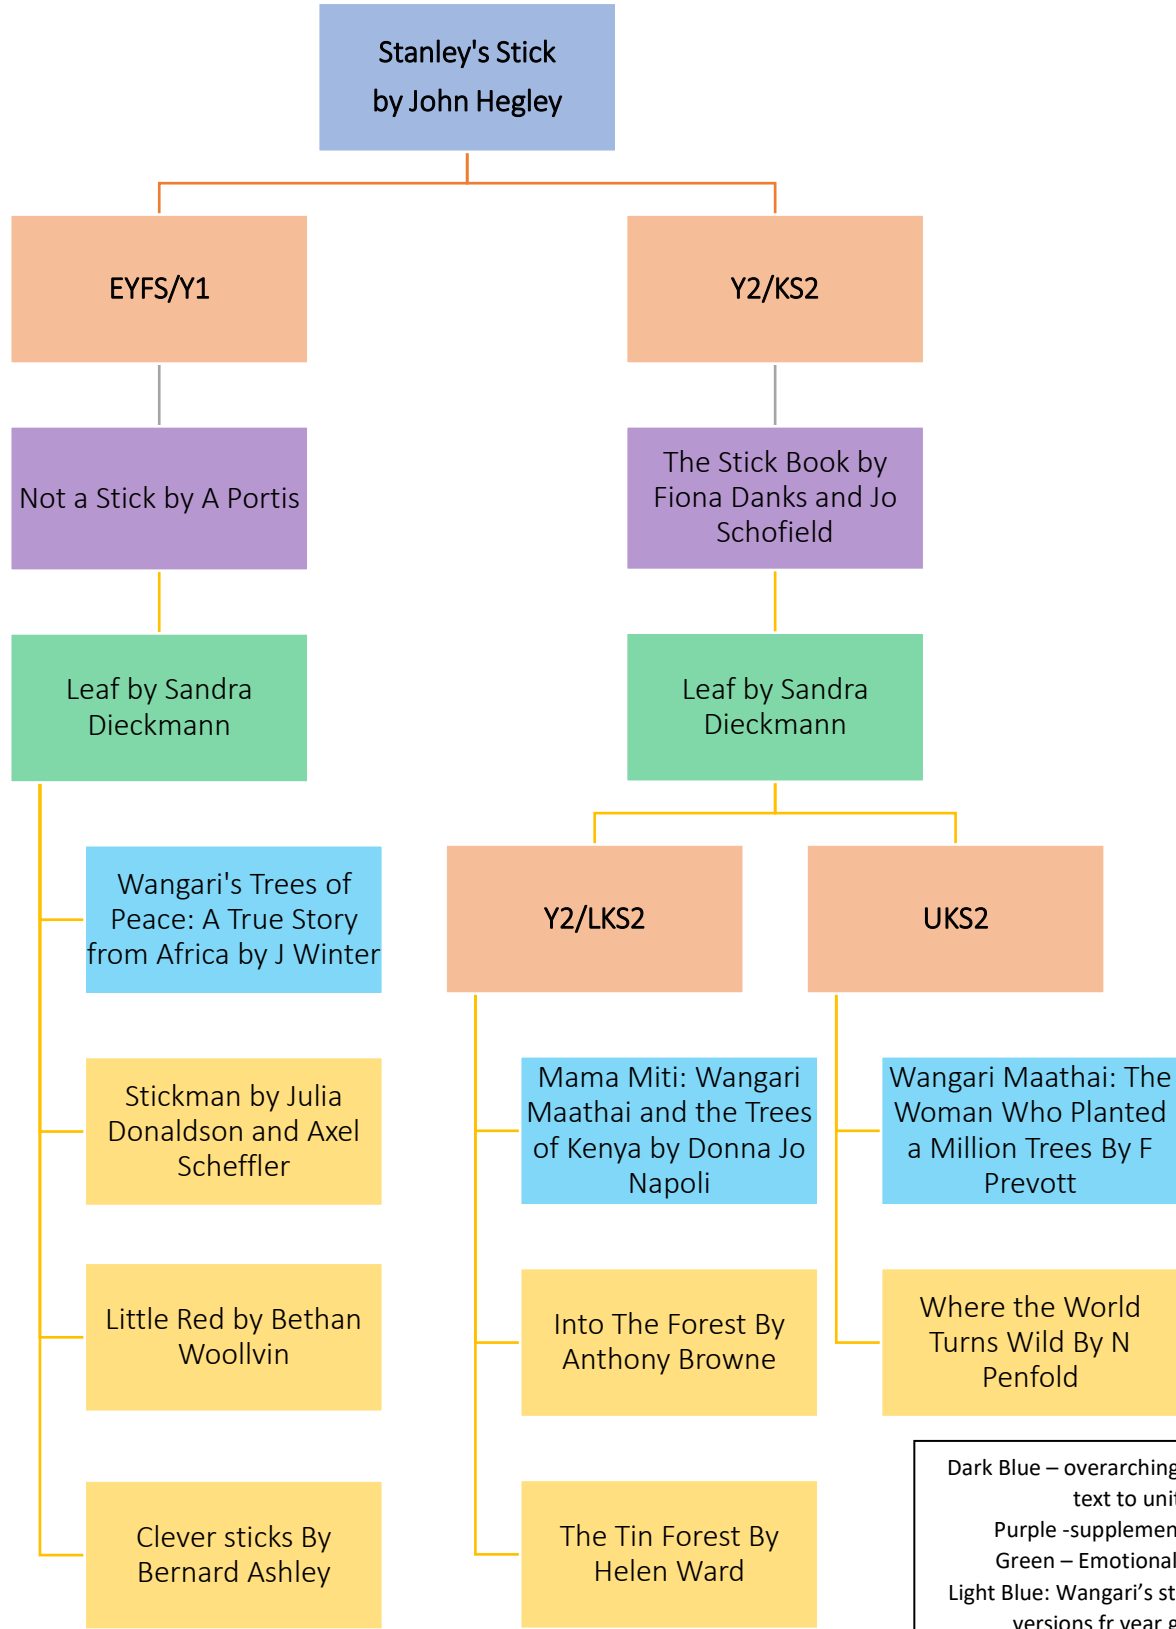 Stanley's Stick
by John Hegley
EYFS/Y1
Y2/KS2
Not a Stick by A Portis
The Stick Book by
Fiona Danks and Jo
Schofield
Leaf by Sandra
Dieckmann
Leaf by Sandra
Dieckmann
Wangari's Trees of
Peace: A True Story
from Africa by J Winter
Y2/LKS2
UKS2
Stickman by Julia
Donaldson and Axel
Scheffler
Mama Miti: Wangari
Maathai and the Trees
of Kenya by Donna Jo
Napoli
Wangari Maathai: The
Woman Who Planted
a Million Trees By F
Prevott
Little Red by Bethan
Woollvin
Into The Forest By
Anthony Browne
Where the World
Turns Wild By N
Penfold
Clever sticks By
Bernard Ashley
The Tin Forest By
Helen Ward
Dark Blue – overarching
text to unit
Purple -supplemen
Green – Emotional
Light Blue: Wangari’s st
versions fr year g